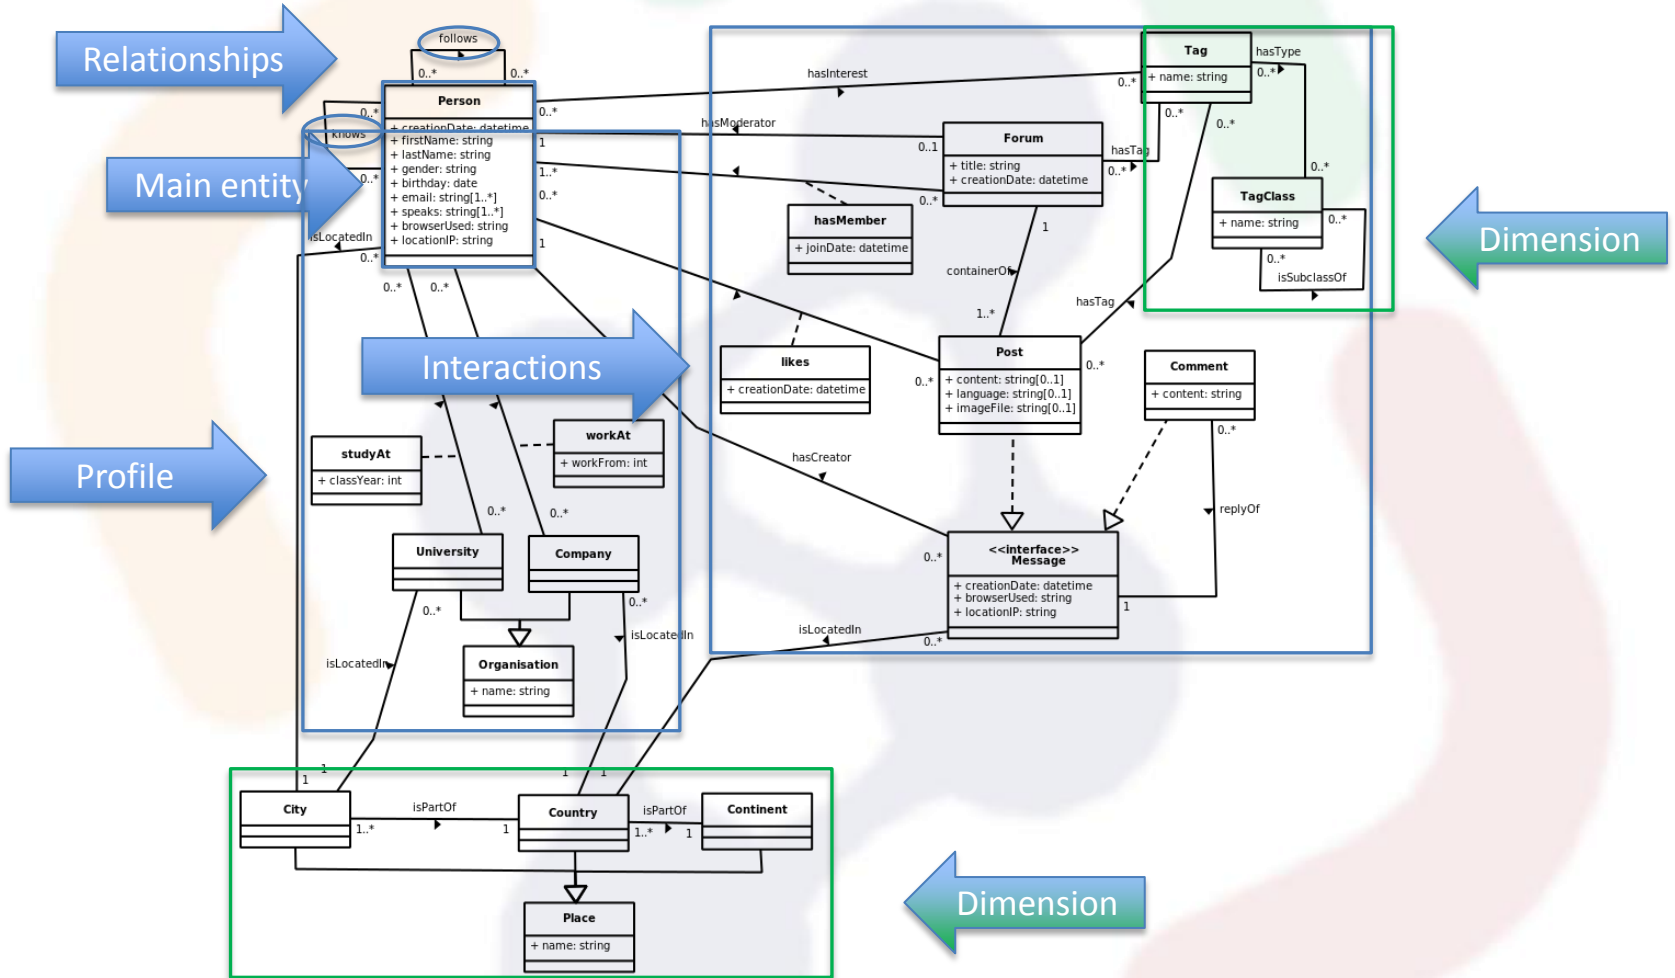 Relationships
follows
0..*
0..*
Person
+ creationDate: datetime
+ firstName: string
+ lastName: string
+ gender: string
+ birthday: date
+ email: string[1..*]
+ speaks: string[1..*]
+ browserUsed: string
+ locationIP: string
0..*
knows
0..*
Main entity
isLocatedIn
0..*
0..*
0..*
0..*
hasInterest
0..*
Tag
+ name: string
hasType
0..*
0..*
0..*
0..*
TagClass
+ name: string
0..*
0..*
isSubclassOf
Dimension
hasModerator
1
0..1
1..*
0..*
0..*
1
Forum
+ title: string
+ creationDate: datetime
hasTag
0..*
hasMember
+ joinDate: datetime
1
containerOf
1..*
hasTag
0..*
Interactions
likes
+ creationDate: datetime
0..*
Post
+ content: string[0..1]
+ language: string[0..1]
+ imageFile: string[0..1]
Comment
+ content: string
0..*
replyOf
1
hasCreator
0..*
<<interface>>
Message
+ creationDate: datetime
+ browserUsed: string
+ locationIP: string
isLocatedIn
0..*
Profile
studyAt
+ classYear: int
workAt
+ workFrom: int
0..*
0..*
University
Company
0..*
0..*
isLocatedIn
isLocatedIn
Organisation
+ name: string
1
1
1
1
City
isPartOf
1..*
1
Country
isPartOf
1..*
1
Continent
Place
+ name: string
Dimension